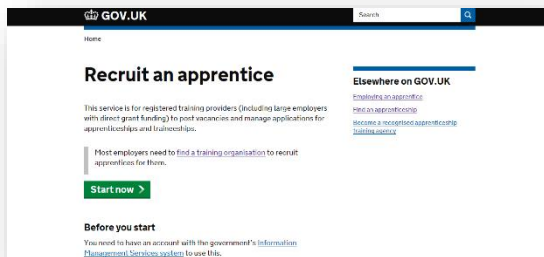 GOV.UK
Search
Home
Recruit an apprentice
This service is for registered training providers (including large employers
with direct grant funding) to post vacancies and manage applications for
apprenticeships and traineeships.
Most employers need to find a training organisation to recruit
apprentices for them.
Start now
Before you start
You need to have an account with the government's Information
Management Services system to use this.
Elsewhere on GOV.UK
Employing an apprentice
Find an apprenticeship
Become a recognised apprenticeship
training agency